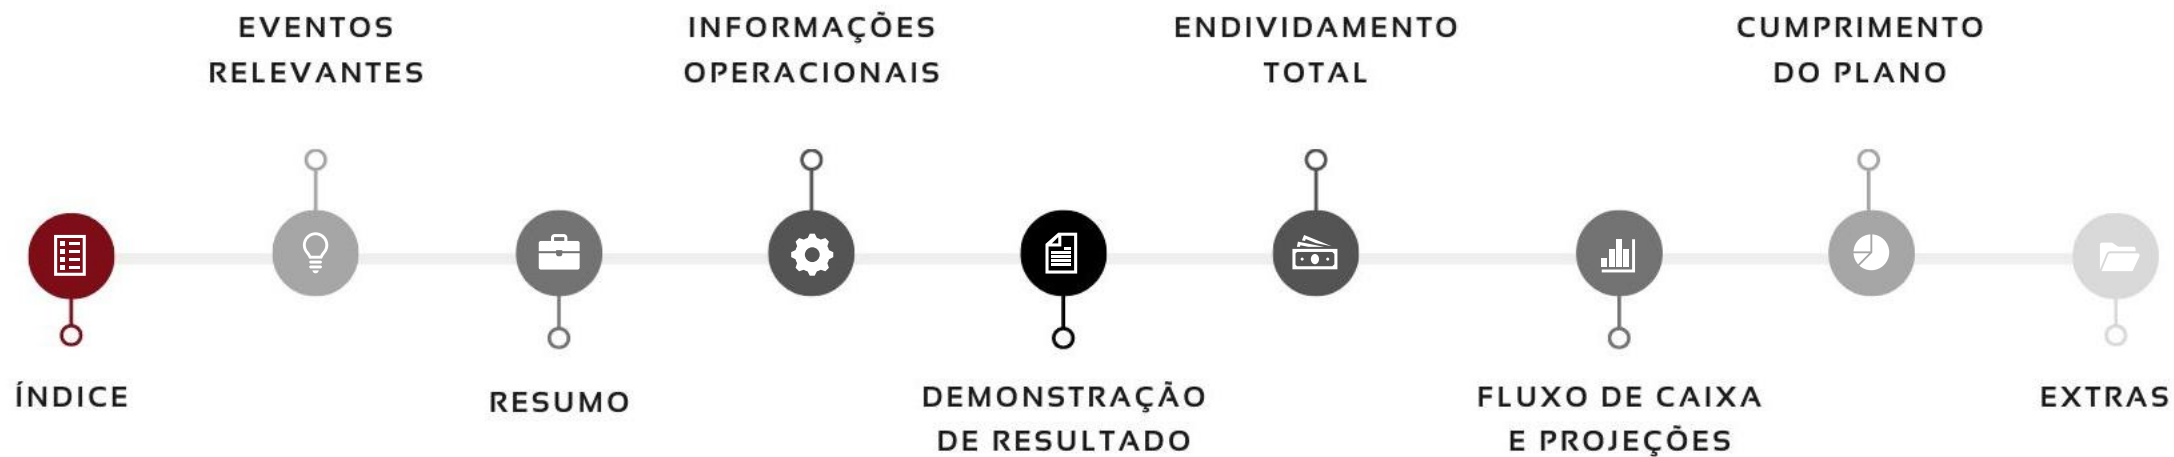 ÍNDICE
EVENTOS
RELEVANTES
RESUMO
INFORMAÇÕES
OPERACIONAIS
DEMONSTRAÇÃO
DE RESULTADO
ENDIVIDAMENTO
TOTAL
FLUXO DE CAIXA
E PROJEÇÕES
CUMPRIMENTO
DO PLANO
EXTRAS